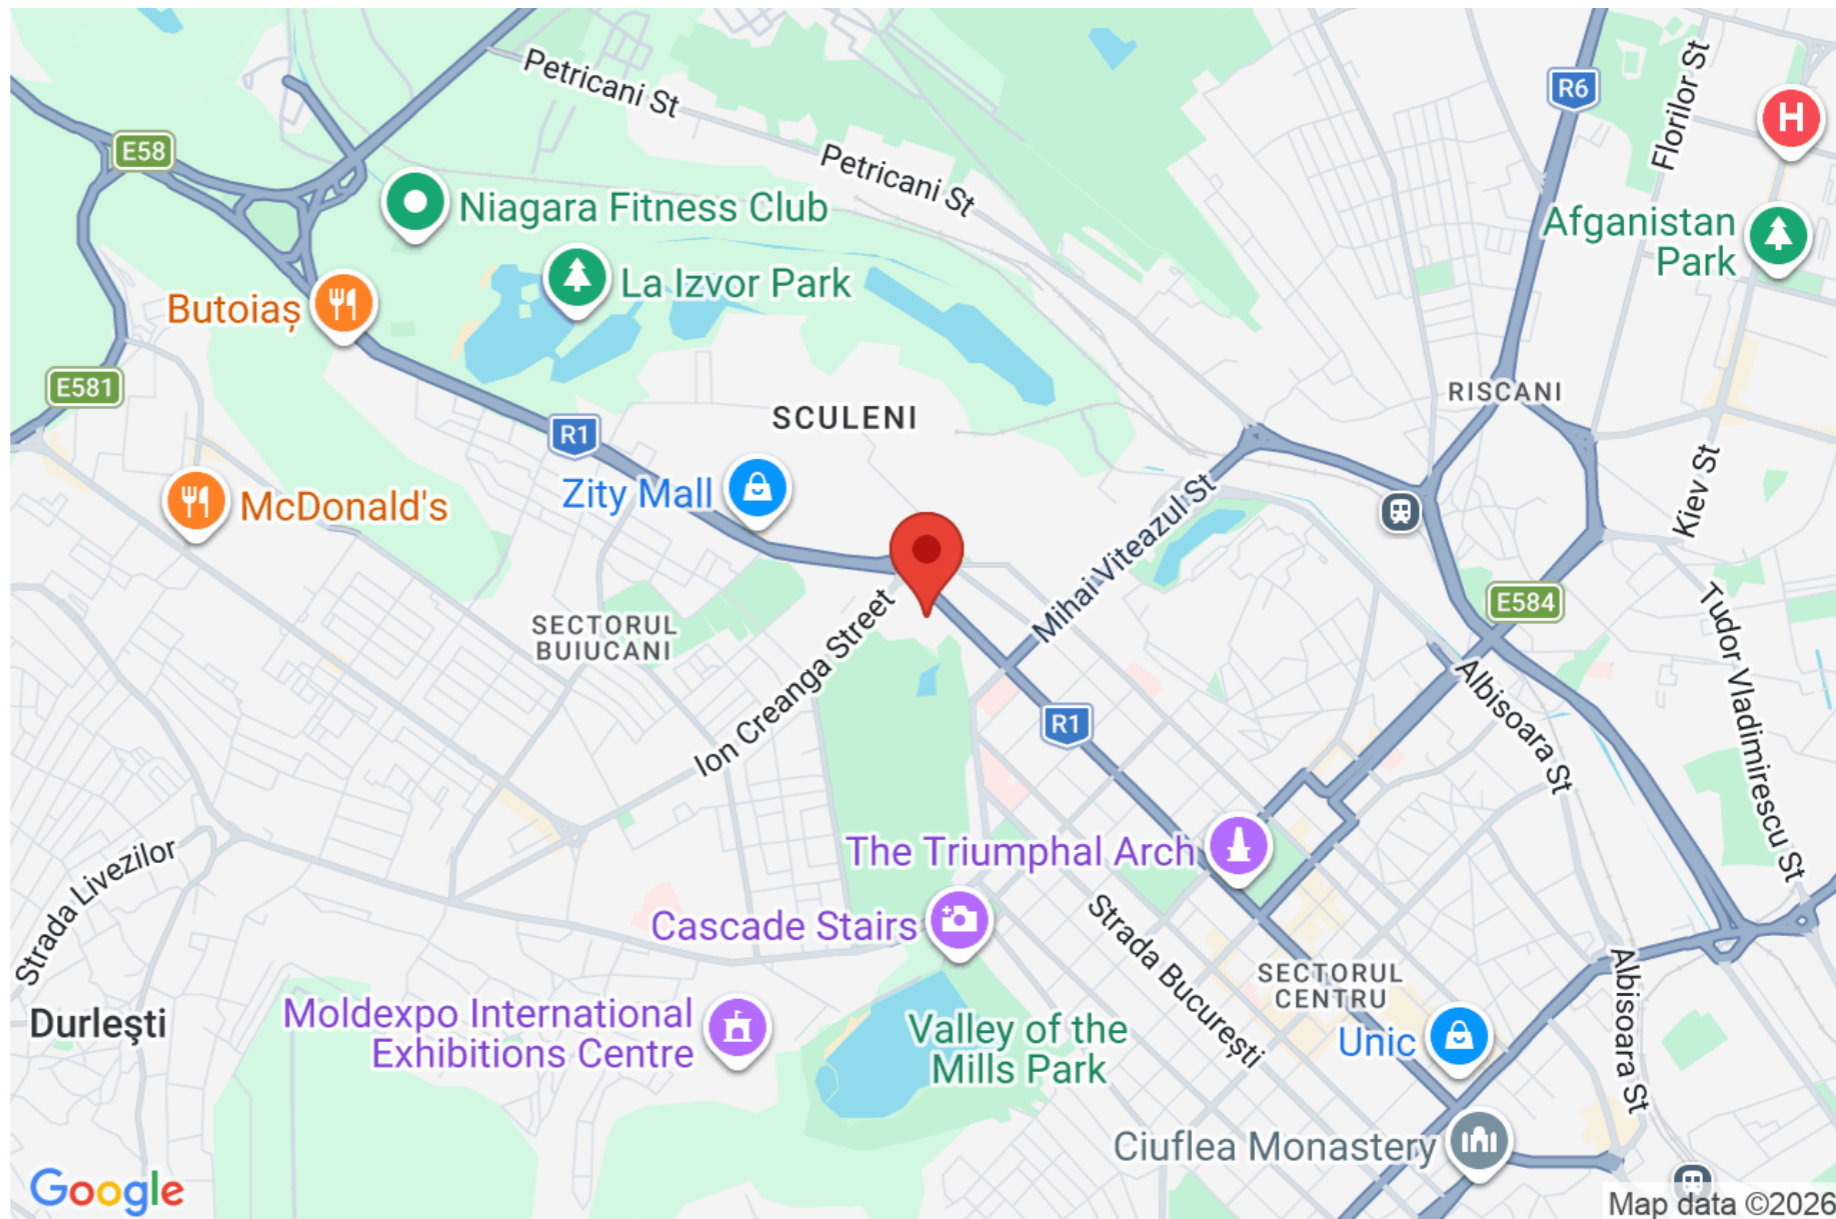 Petricani St
R6
Florilor St
H
E58
Petricani St
Niagara Fitness Club
Afganistan
Park
La Izvor Park
Butoiaș
E581
RISCANI
SCULENI
R1
Zity Mall
McDonald's
Kiev St
Mihai Viteazul St
E584
SECTORUL
BUIUCANI
Ion Creanga Street
Tudor Vladimirescu St
Albisoara St
R1
The Triumphal Arch
Strada Livezilor
Cascade Stairs
Strada București
SECTORUL
CENTRU
Albisoara St
Durleşti
Moldexpo International
Exhibitions Centre
Valley of the
Mills Park
Unic
Ciuflea Monastery
Google
Map data ©2026